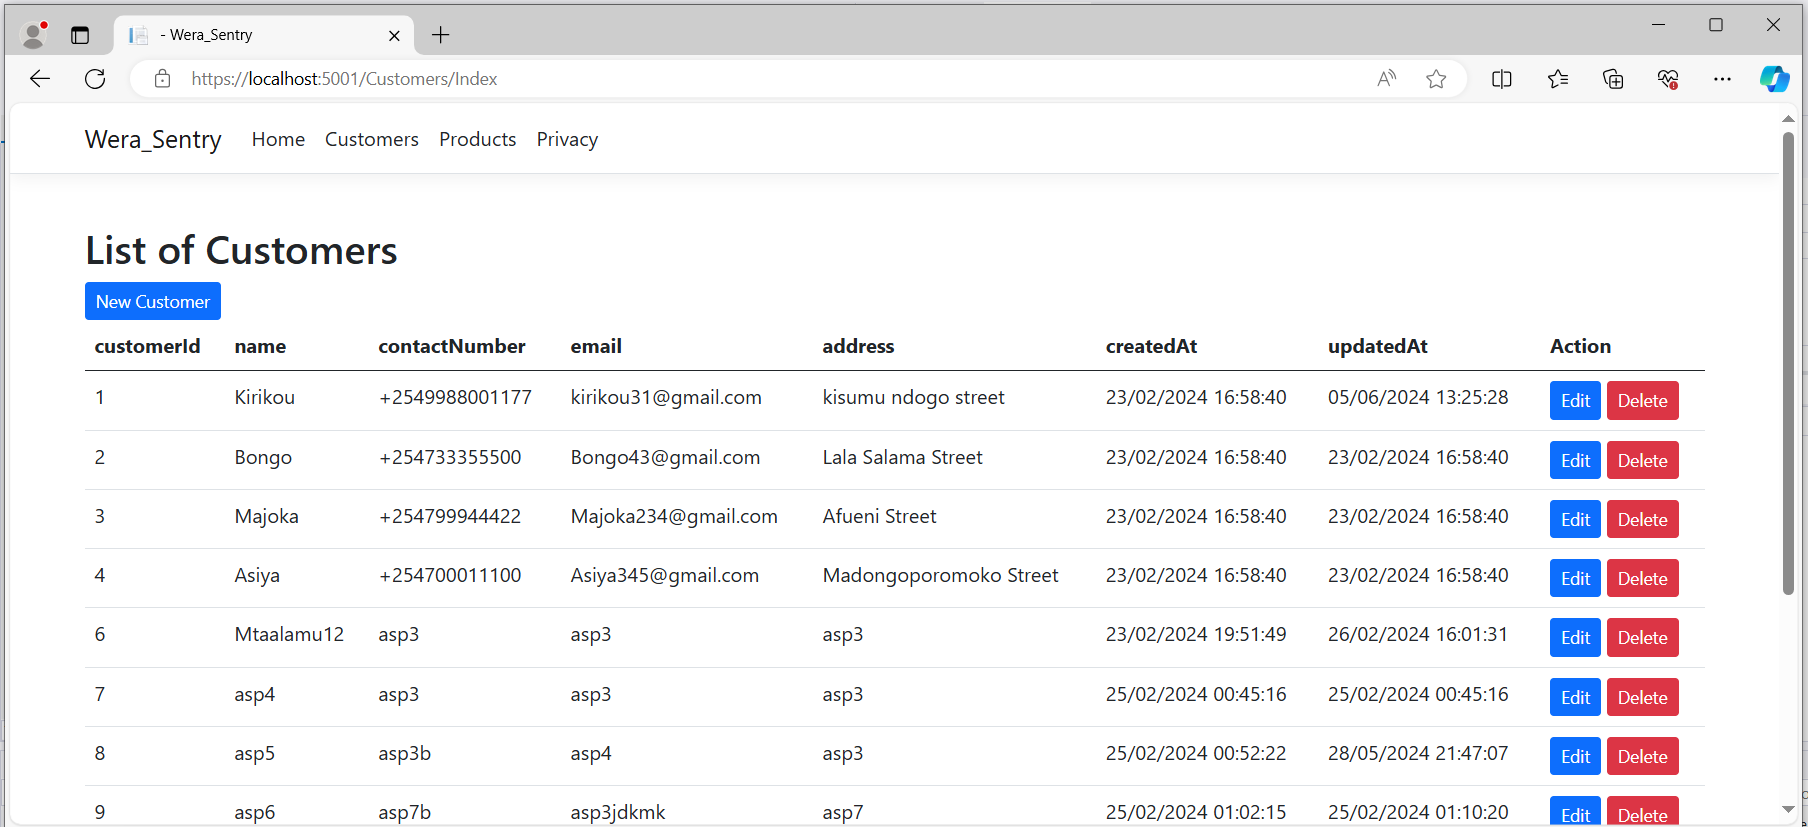 - Wera_Sentry
https://localhost:5001/Customers/Index
Wera_Sentry Home Customers Products Privacy
List of Customers
New Customer
customerId name contactNumber email address createdAt updatedAt Action
1 Kirikou +2549988001177 kirikou31@gmail.com kisumu ndogo street 23/02/2024 16:58:40 05/06/2024 13:25:28 Edit Delete
2 Bongo +254733355500 Bongo43@gmail.com Lala Salama Street 23/02/2024 16:58:40 23/02/2024 16:58:40 Edit Delete
3 Majoka +254799944422 Majoka234@gmail.com Afueni Street 23/02/2024 16:58:40 23/02/2024 16:58:40 Edit Delete
4 Asiya +254700011100 Asiya345@gmail.com Madongoporomoko Street 23/02/2024 16:58:40 23/02/2024 16:58:40 Edit Delete
6 Mtaalamu12 asp3 asp3 asp3 23/02/2024 19:51:49 26/02/2024 16:01:31 Edit Delete
7 asp4 asp3 asp3 asp3 25/02/2024 00:45:16 25/02/2024 00:45:16 Edit Delete
8 asp5 asp3b asp4 asp3 25/02/2024 00:52:22 28/05/2024 21:47:07 Edit Delete
9 asp6 asp7b asp3jdkmk asp7 25/02/2024 01:02:15 25/02/2024 01:10:20 Edit Delete